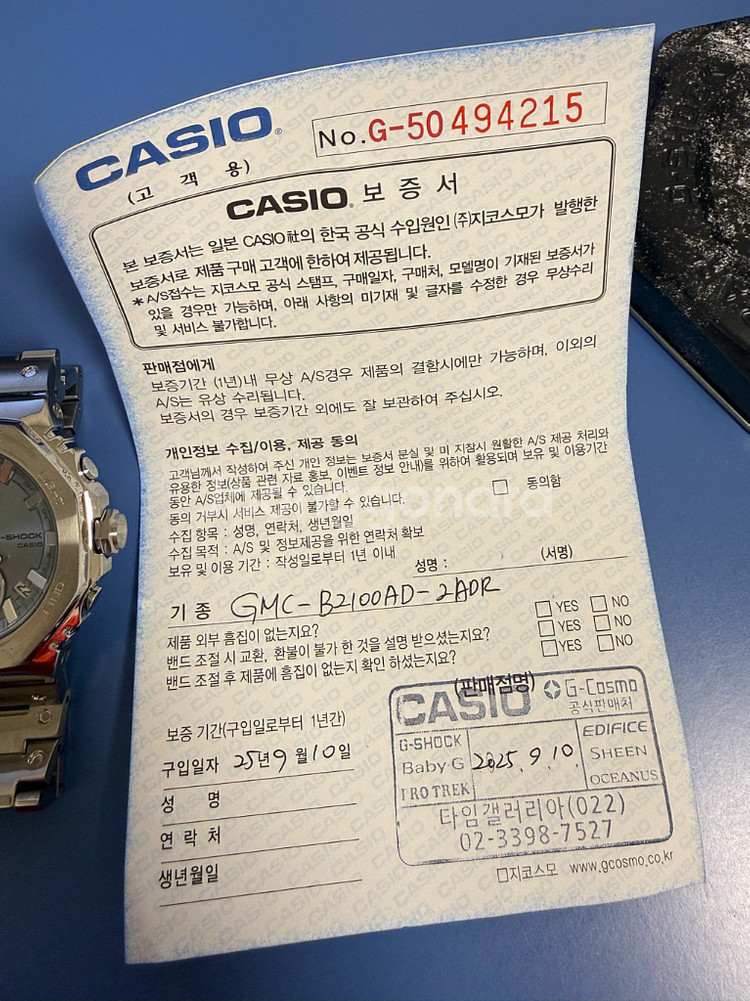 CASIO®
No.G-50494215
(고 객 용)
CASIO® 보 증 서
본 보증서는 일본 CASIO社의 한국 공식 수입원인 (주)지코스모가 발행한
보증서로 제품 구매 고객에 한하여 제공됩니다.
*A/S접수는 지코스모 공식 스탬프, 구매일자, 구매처, 모델명이 기재된 보증서가
있을 경우만 가능하며, 아래 사항의 미기재 및 글자를 수정한 경우 무상수리
및 서비스 불가합니다.
판매점에게
보증기간 (1년)내 무상 A/S경우 제품의 결함시에만 가능하며, 이외의
A/S는 유상 수리됩니다.
보증서의 경우 보증기간 외에도 잘 보관하여 주십시오.
개인정보 수집/이용, 제공 동의
고객님께서 작성하여 주신 개인 정보는 보증서 분실 및 미 지참시 원활한 A/S 제공 처리와
유용한 정보(상품 관련 자료 홍보, 이벤트 정보 안내)를 위하여 활용되며 보유 및 이용기간
동안 A/S업체에 제공될 수 있습니다.
동의 거부시 서비스 제공이 불가할 수 있습니다.
□ 동의함
수집 항목 : 성명, 연락처, 생년월일
수집 목적 : A/S 및 정보제공을 위한 연락처 확보
보유 및 이용 기간 : 작성일로부터 1년 이내
성명 : (서명)
기 종 GMC-B2100AD-2ADR
제품 외부 흠집이 없는지요? □YES □NO
밴드 조절 시 교환, 환불이 불가 한 것을 설명 받으셨는지요? □YES □NO
밴드 조절 후 제품에 흠집이 없는지 확인 하셨는지요? □YES □NO
(판매점명)
CASIO G-Cosmo
공식판매처
G-SHOCK
Baby-G
PRO TREK
2025. 9. 10.
EDIFICE
SHEEN
OCEANUS
타임갤러리아(022)
02-3398-7527
보증 기간(구입일로부터 1년간)
구입일자 25년 9월 10일
성 명
연 락 처
생년월일
□지코스모 www.gcosmo.co.kr
G-SHOCK
CASIO